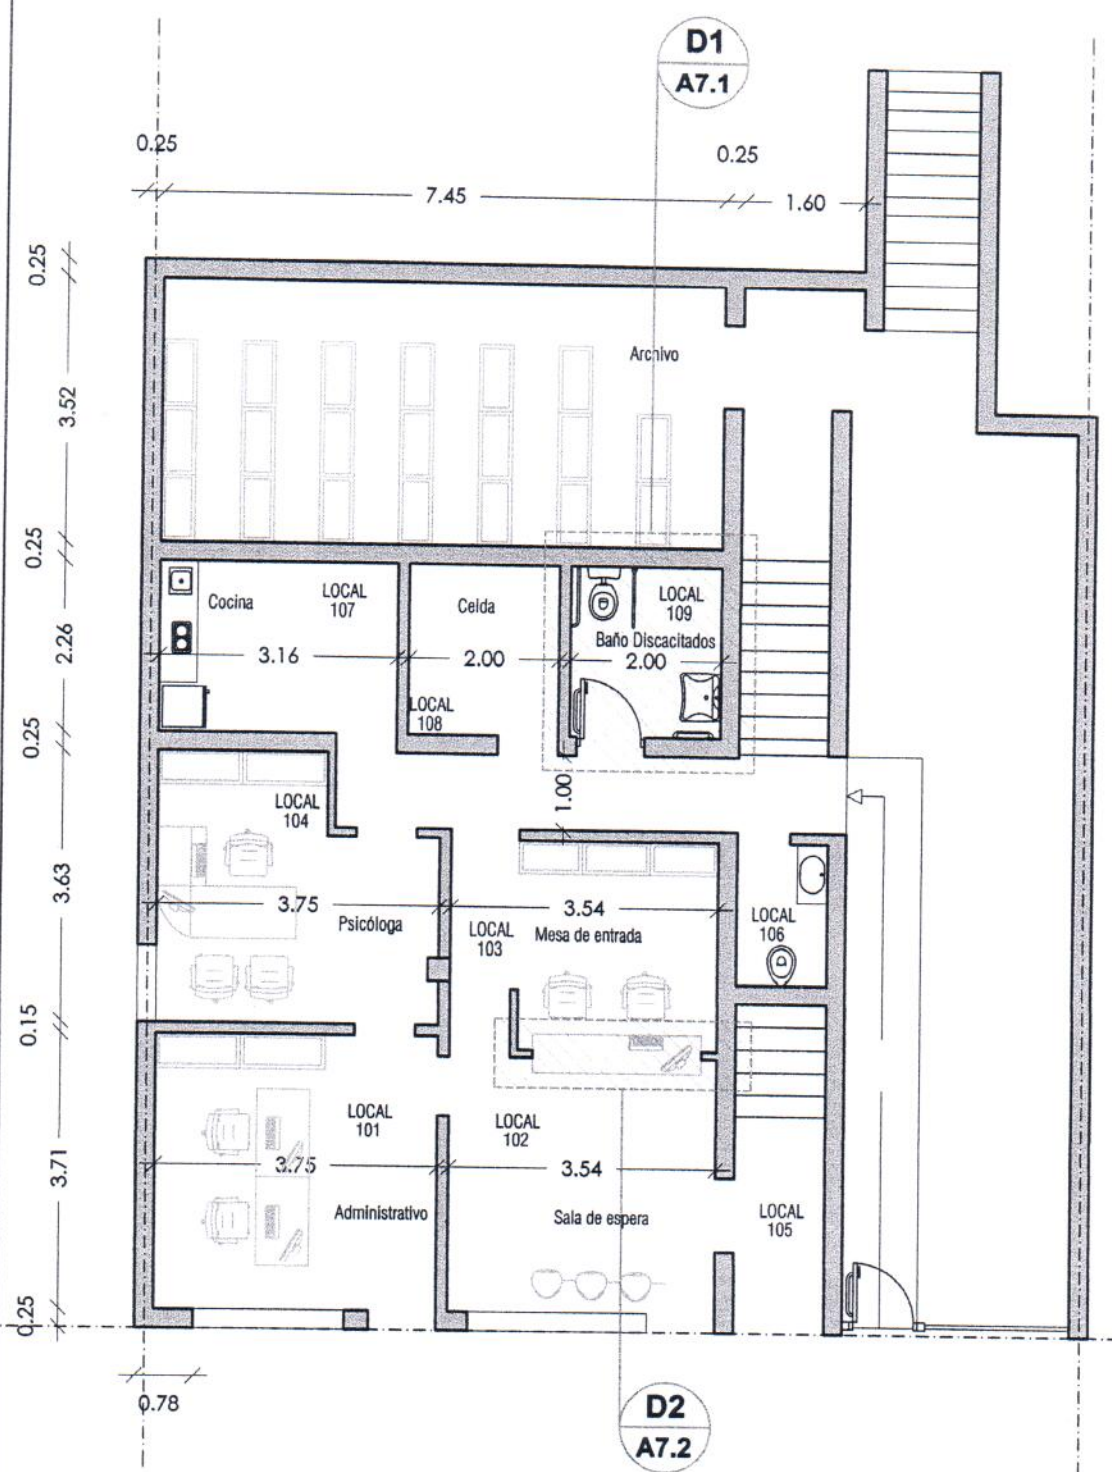 D1
A7.1
0.25
0.25
7.45
1.60
0.25
3.52
Archivo
0.25
Cocina
LOCAL
107
Celda
LOCAL
109
Baño Discacitados
2.26
3.16
2.00
2.00
LOCAL
108
0.25
1.00
LOCAL
104
3.63
3.75
Psicóloga
LOCAL
103
3.54
Mesa de entrada
LOCAL
106
0.15
LOCAL
101
LOCAL
102
3.71
3.75
3.54
Administrativo
Sala de espera
LOCAL
105
0.25
0.78
D2
A7.2